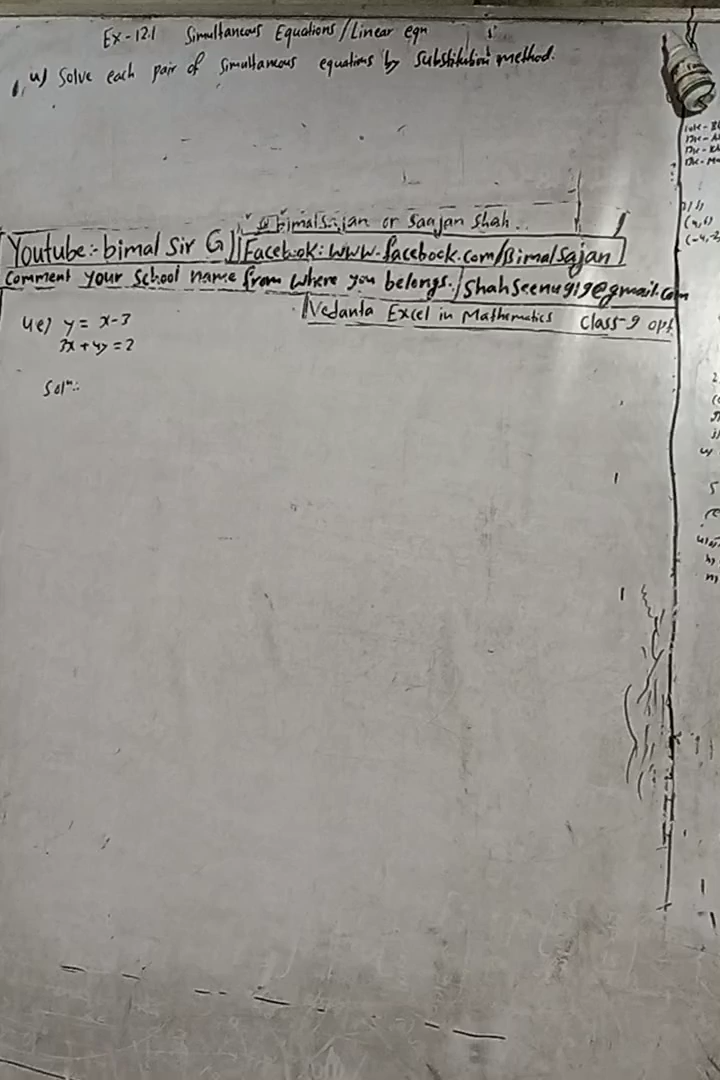 Ex-12.1 Simultaneous Equations/Linear eqn
4) Solve each pair of simultaneous equations by substitution method.
bimalsajan or Saajan Shah..
Youtube:- bimal Sir G
Facebook: www.facebook.com/Bimalsajan
Comment your School name from where you belongs.
shahseenu919@gmail.com
Vedanta Excel in Mathematics Class-9 opt
4e) y = x-3
3x+4y=2
Solⁿ: